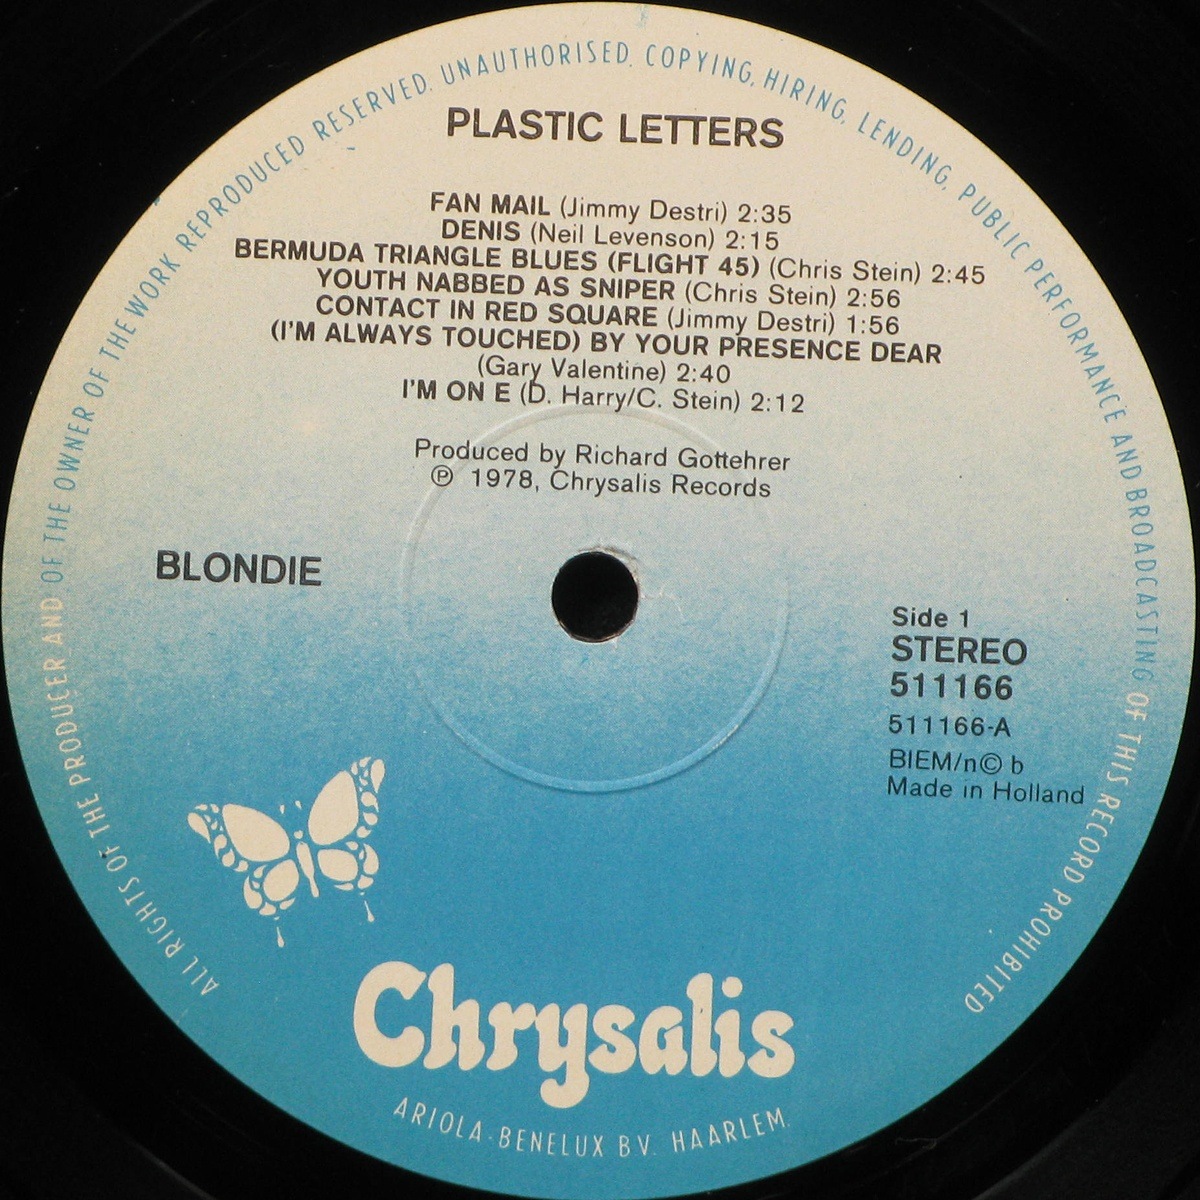 ALL RIGHTS OF THE PRODUCER AND OF THE OWNER OF THE WORK REPRODUCED RESERVED. UNAUTHORISED, COPYING, HIRING, LENDING, PUBLIC PERFORMANCE AND BROADCASTING OF THIS RECORD PROHIBITED
PLASTIC LETTERS
FAN MAIL (Jimmy Destri) 2:35
DENIS (Neil Levenson) 2:15
BERMUDA TRIANGLE BLUES (FLIGHT 45) (Chris Stein) 2:45
YOUTH NABBED AS SNIPER (Chris Stein) 2:56
CONTACT IN RED SQUARE (Jimmy Destri) 1:56
(I'M ALWAYS TOUCHED) BY YOUR PRESENCE DEAR
(Gary Valentine) 2:40
I'M ON E (D. Harry/C. Stein) 2:12
Produced by Richard Gottehrer
℗ 1978, Chrysalis Records
BLONDIE
Side 1
STEREO
511166
511166-A
BIEM/n© b
Made in Holland
Chrysalis
ARIOLA-BENELUX BV. HAARLEM.